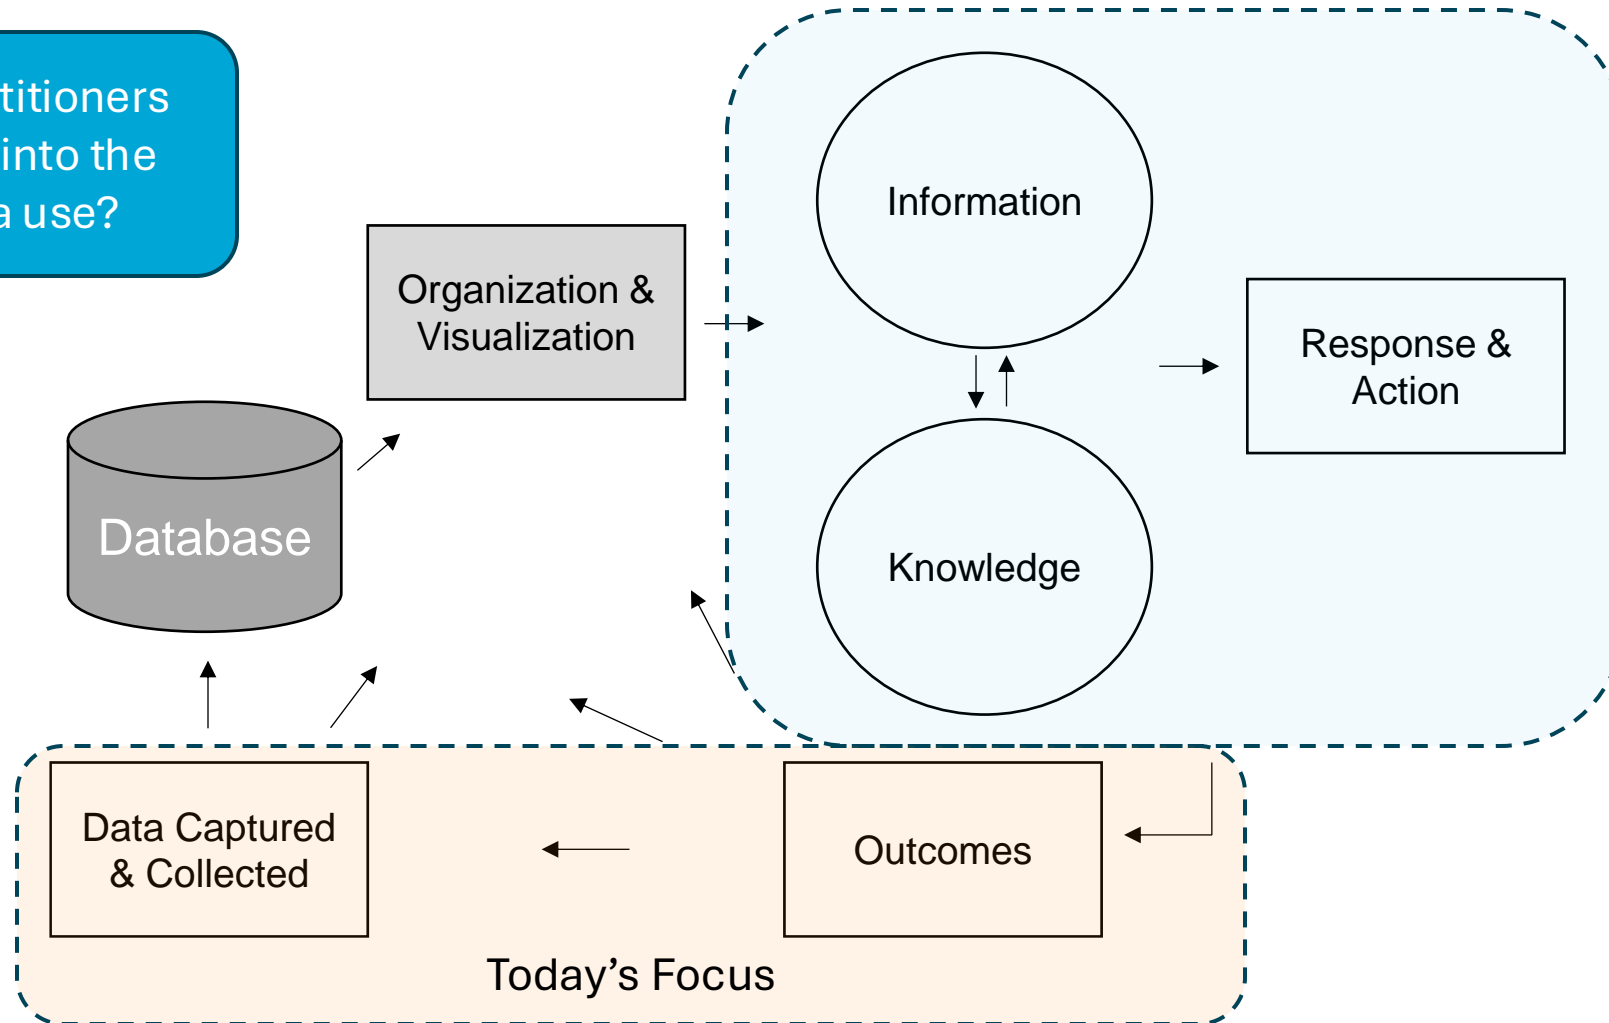 titioners
into the
a use?
Information
Organization &
Visualization
Response &
Action
Database
Knowledge
Data Captured
& Collected
Outcomes
Today’s Focus